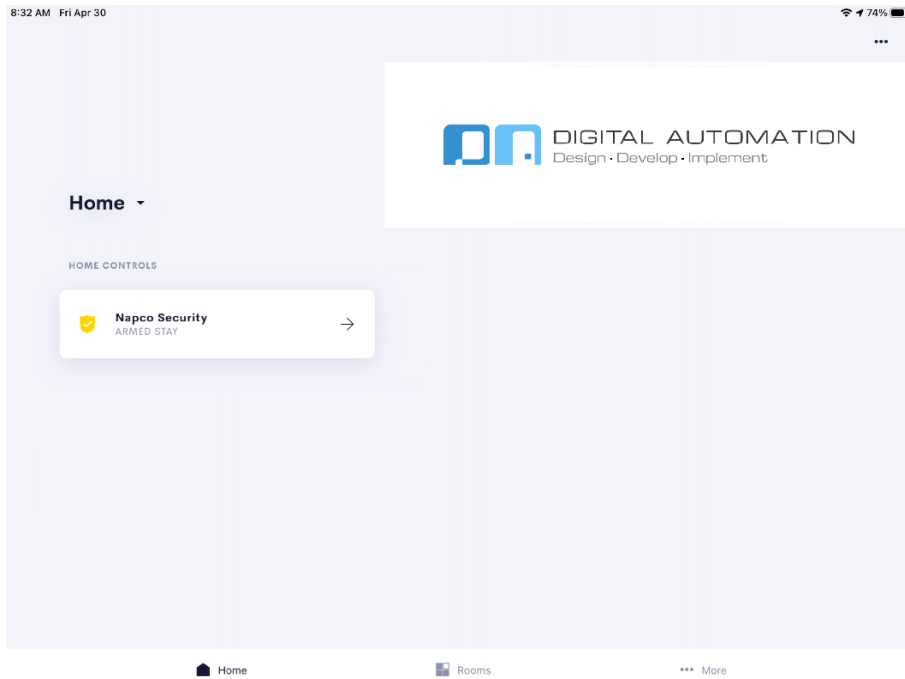 8:32 AM Fri Apr 30
74%
DIGITAL AUTOMATION
Design · Develop · Implement
Home
HOME CONTROLS
Napco Security
ARMED STAY
Home
Rooms
More